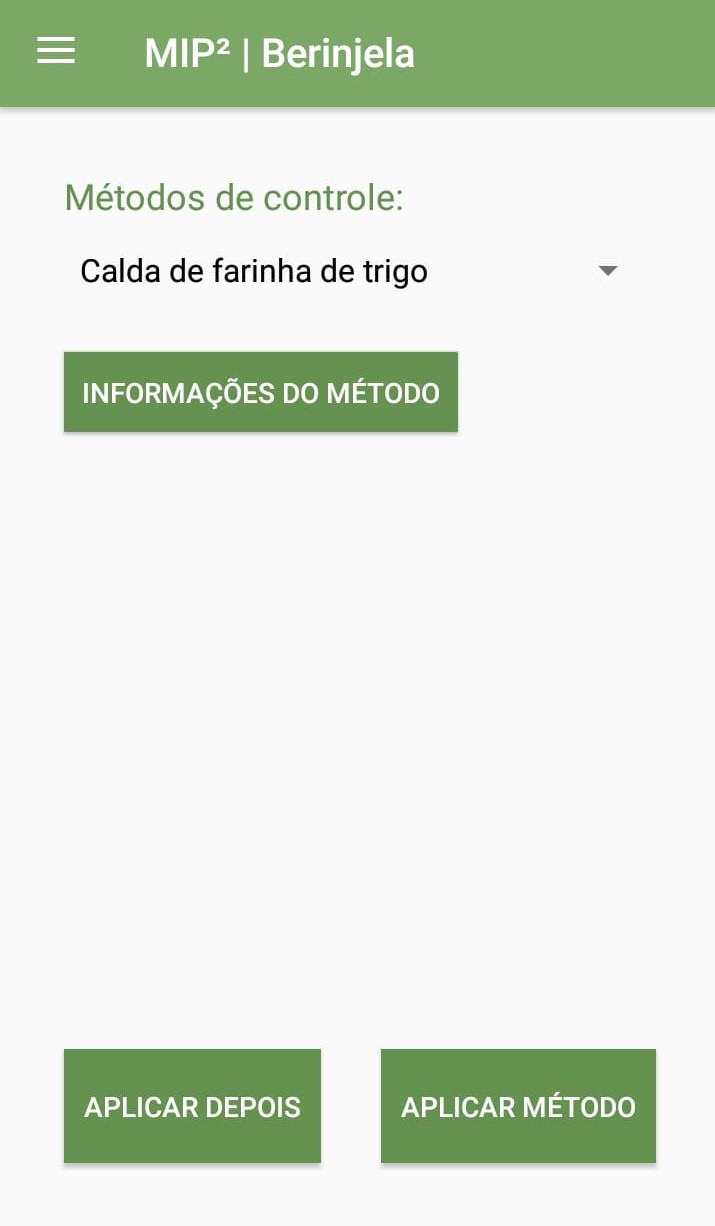 MIP² | Berinjela
Métodos de controle:
Calda de farinha de trigo
INFORMAÇÕES DO MÉTODO
APLICAR DEPOIS
APLICAR MÉTODO